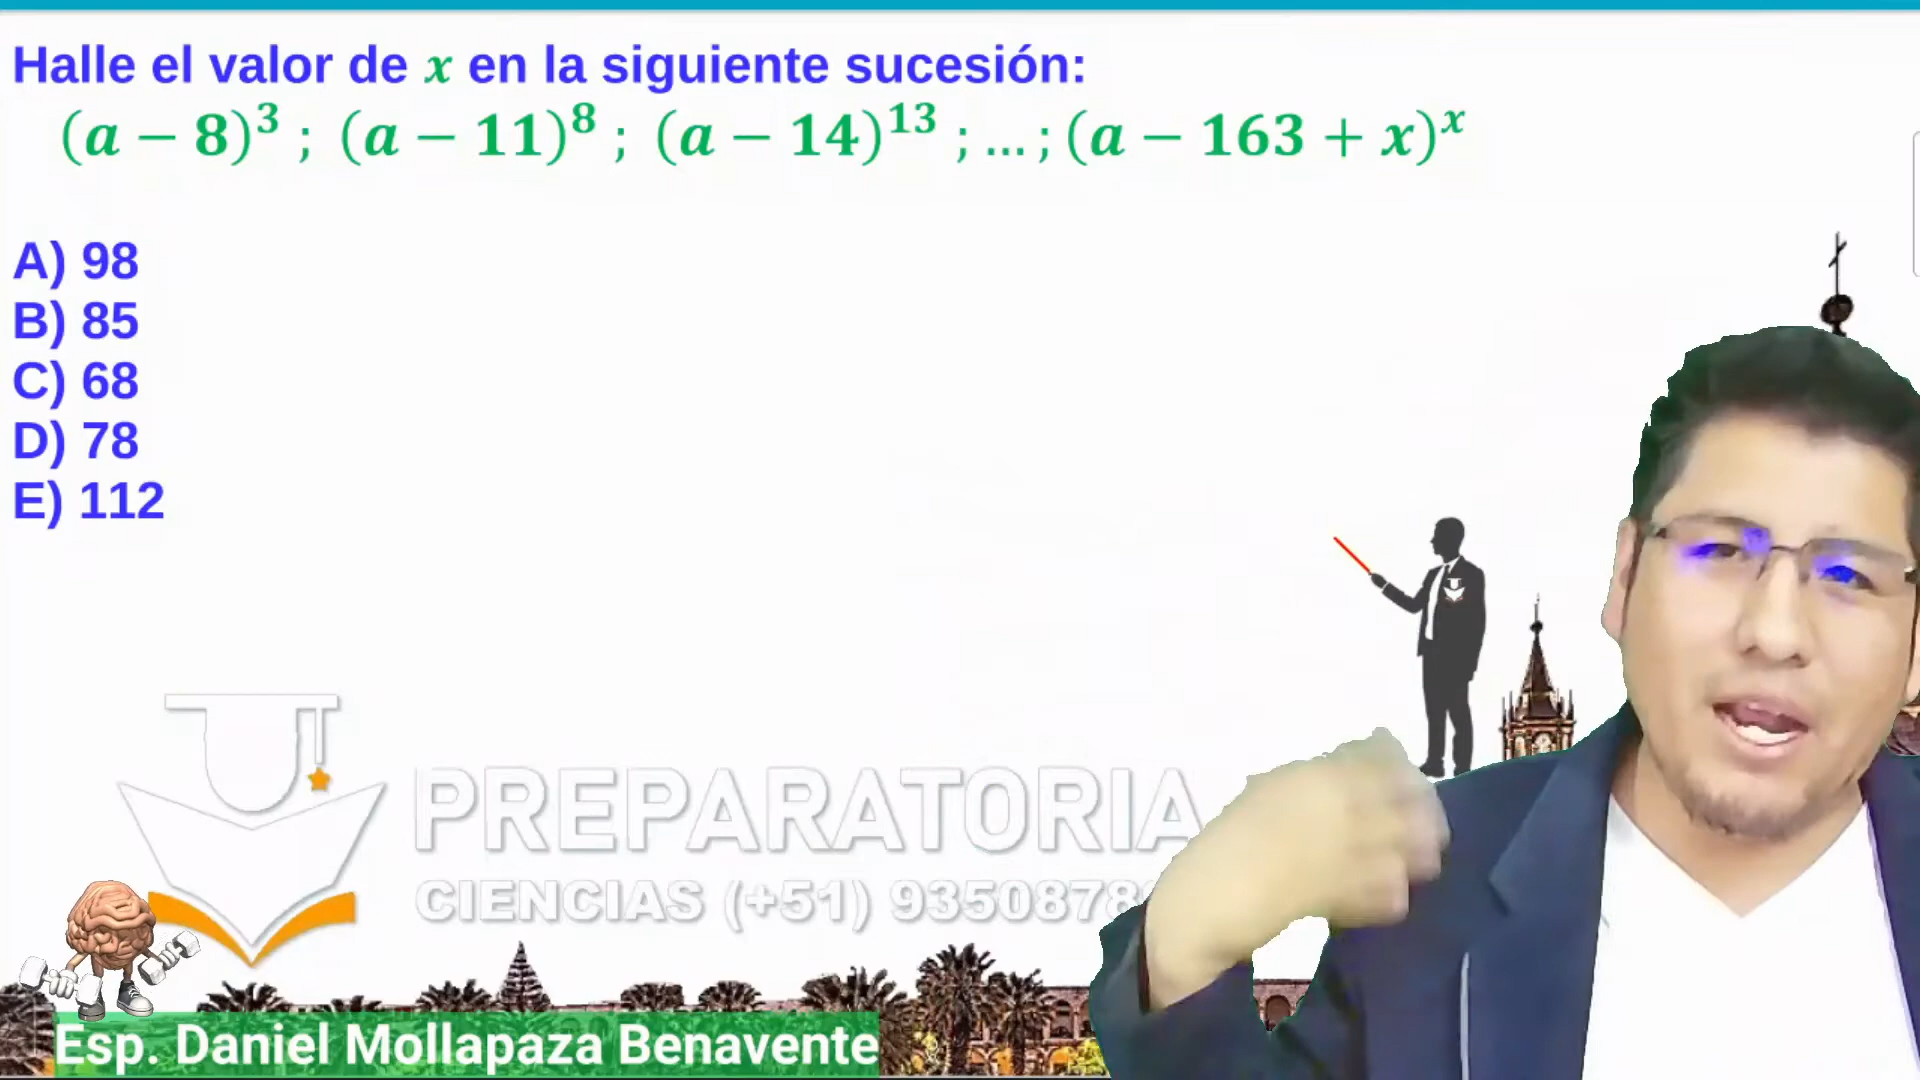 Halle el valor de x en la siguiente sucesión:
(a − 8)³ ; (a − 11)⁸ ; (a − 14)¹³ ; ... ; (a − 163 + x)ˣ
A) 98
B) 85
C) 68
D) 78
E) 112
PREPARATORIA
CIENCIAS (+51) 9350878
Esp. Daniel Mollapaza Benavente